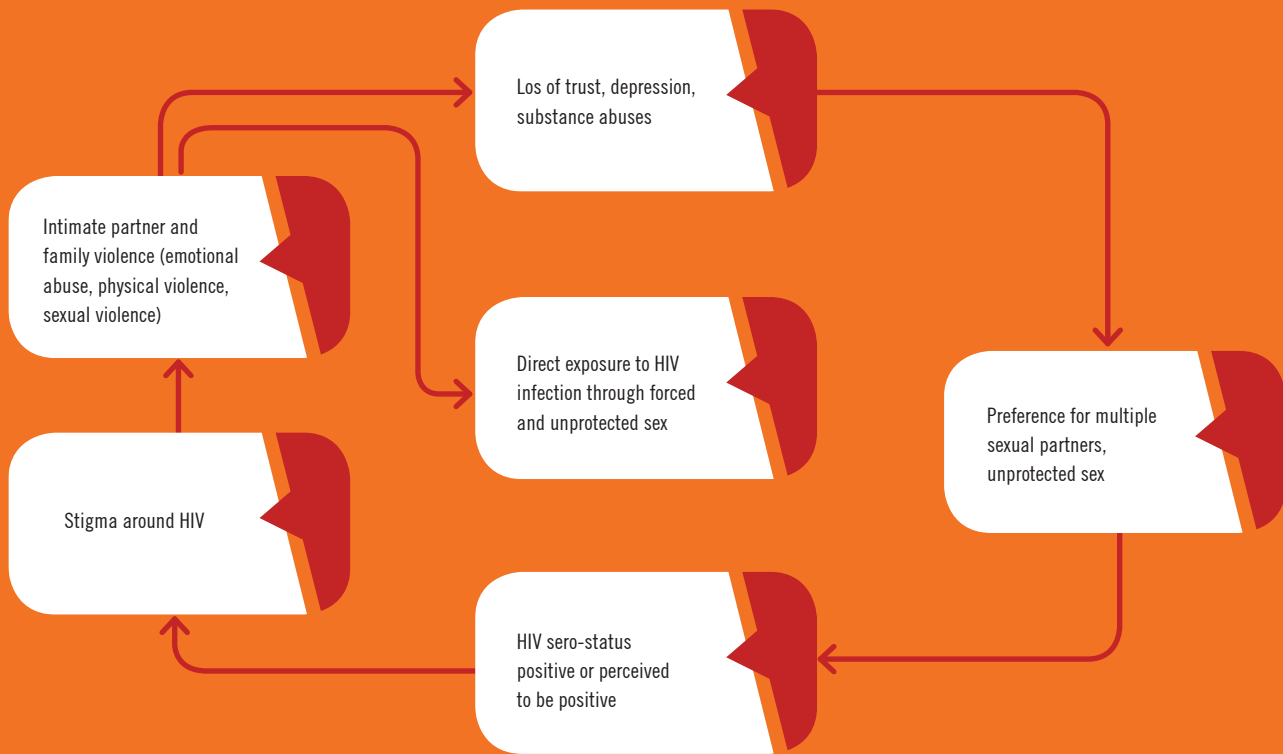 Los of trust, depression,
substance abuses
Intimate partner and
family violence (emotional
abuse, physical violence,
sexual violence)
Direct exposure to HIV
infection through forced
and unprotected sex
Preference for multiple
sexual partners,
unprotected sex
Stigma around HIV
HIV sero-status
positive or perceived
to be positive